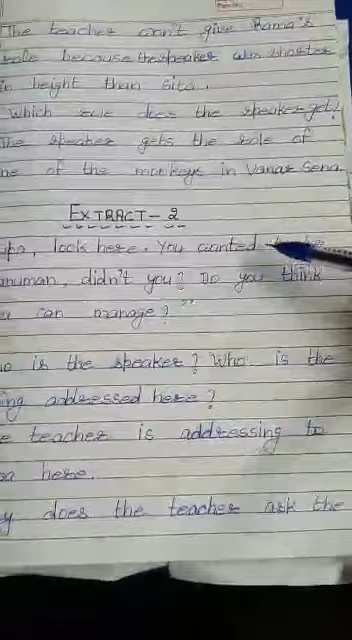 The teacher can't give Rama's
role because the speaker was shorter
in height than Sita.
Which role does the speaker get?
The speaker gets the role of
ne of the monkeys in Vanar Sena
EXTRACT-2
look here. You wanted
anuman, didn't you? Do you think
u can manage?"
o is the speaker? Who is the
ing addressed here?
e teacher is addressing to
a here.
y does the teacher ask the